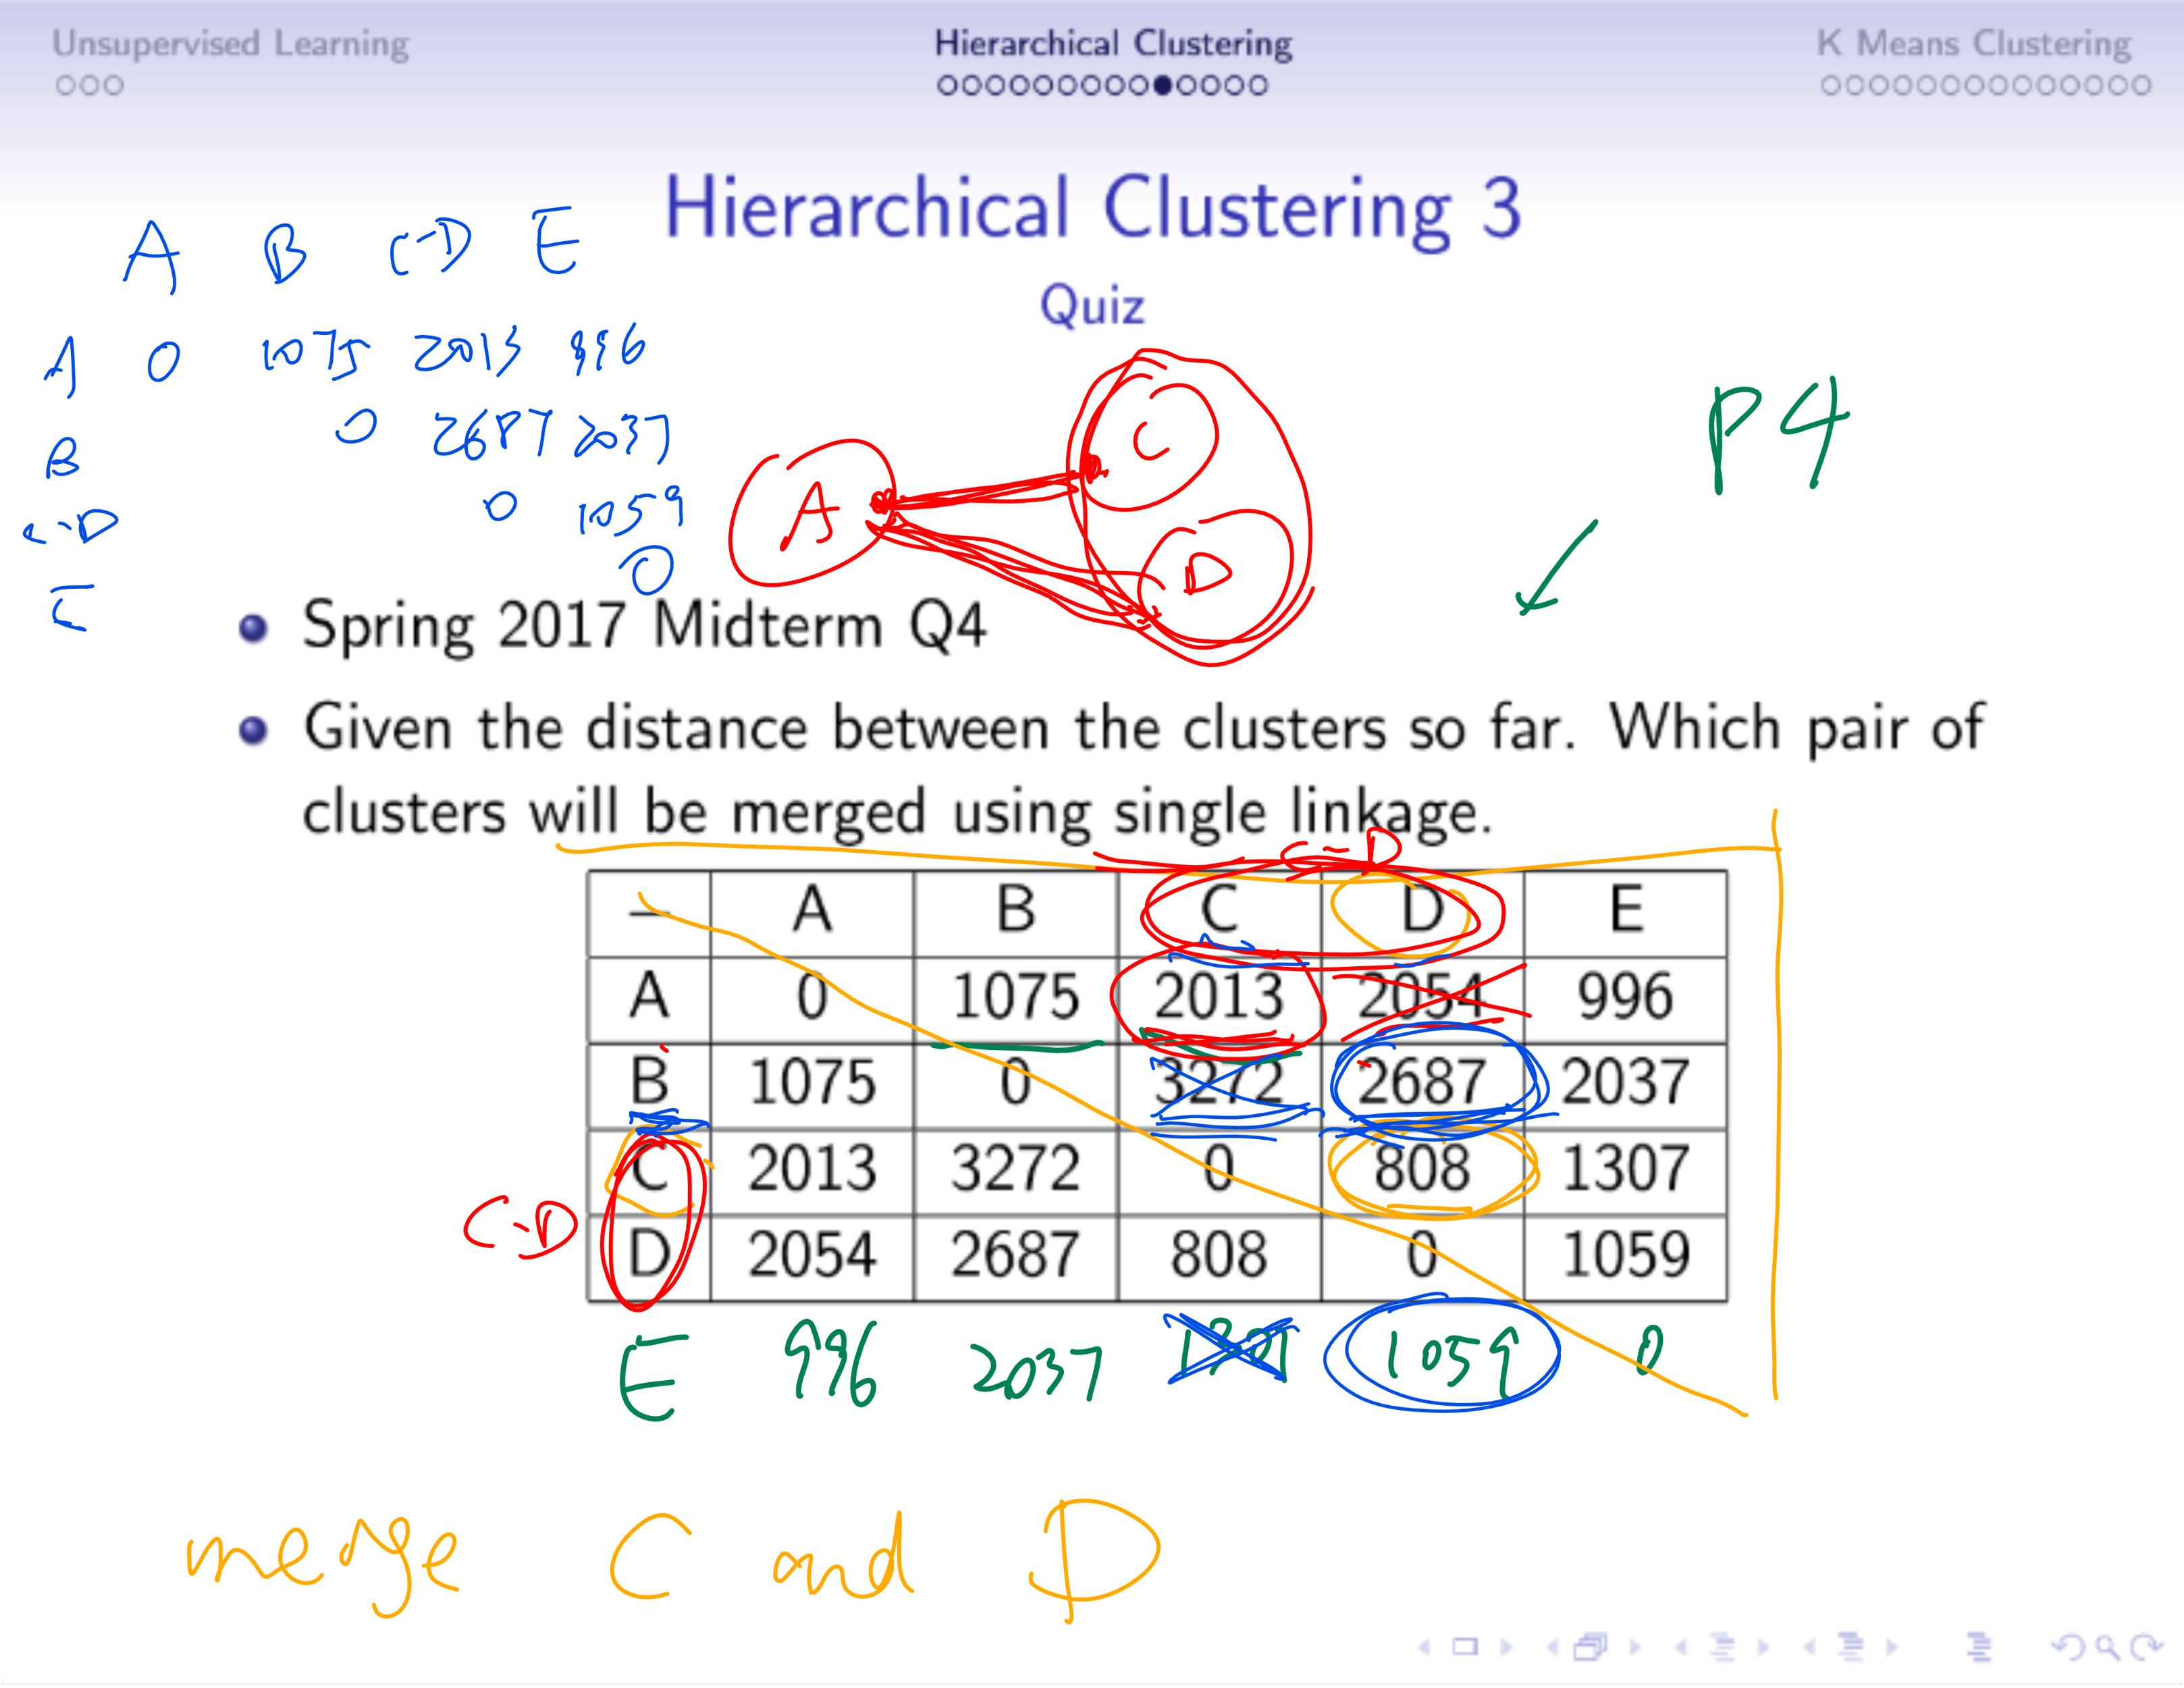 Unsupervised Learning Hierarchical Clustering K Means Clustering
Hierarchical Clustering 3
Quiz
A B C-D E
A 0 1075 2013 996
B 0 2687 2037
C-D 0 1059
E 0
A C D
P4
Spring 2017 Midterm Q4
Given the distance between the clusters so far. Which pair of
clusters will be merged using single linkage.
C-D
– A B C D E
A 0 1075 2013 2054 996
B 1075 0 3272 2687 2037
C 2013 3272 0 808 1307
D 2054 2687 808 0 1059
C-D
E 996 2037 1059 0
merge C and D